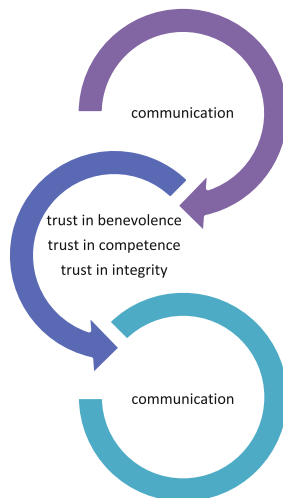 communication
trust in benevolence
trust in competence
trust in integrity
communication